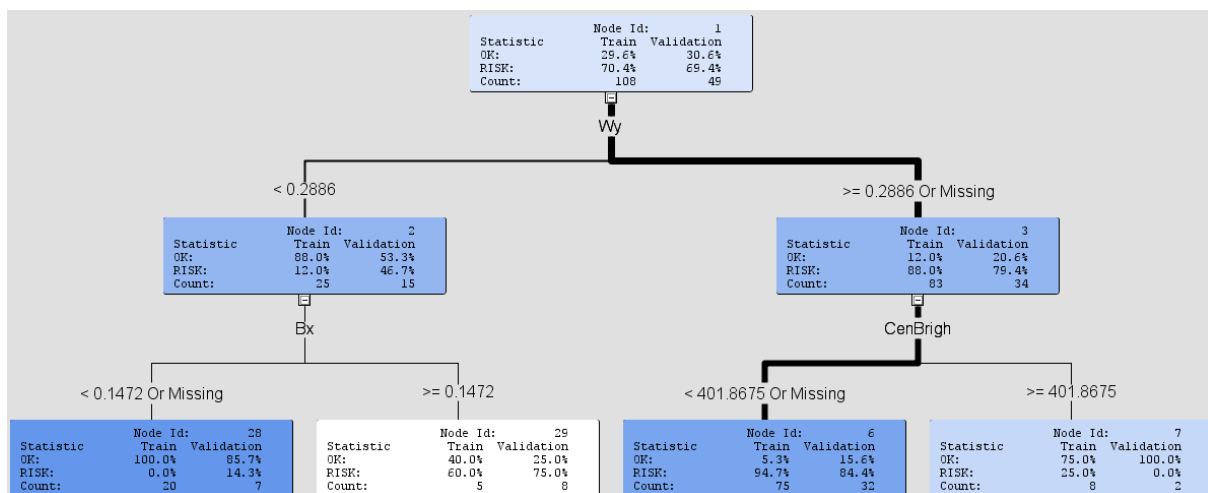 Node Id: 1
Statistic Train Validation
OK: 29.6% 30.6%
RISK: 70.4% 69.4%
Count: 108 49
Wy
< 0.2886
>= 0.2886 Or Missing
Node Id: 2
Statistic Train Validation
OK: 88.0% 53.3%
RISK: 12.0% 46.7%
Count: 25 15
Node Id: 3
Statistic Train Validation
OK: 12.0% 20.6%
RISK: 88.0% 79.4%
Count: 83 34
Bx
CenBrigh
< 0.1472 Or Missing
>= 0.1472
< 401.8675 Or Missing
>= 401.8675
Node Id: 28
Statistic Train Validation
OK: 100.0% 85.7%
RISK: 0.0% 14.3%
Count: 20 7
Node Id: 29
Statistic Train Validation
OK: 40.0% 25.0%
RISK: 60.0% 75.0%
Count: 5 8
Node Id: 6
Statistic Train Validation
OK: 5.3% 15.6%
RISK: 94.7% 84.4%
Count: 75 32
Node Id: 7
Statistic Train Validation
OK: 75.0% 100.0%
RISK: 25.0% 0.0%
Count: 8 2